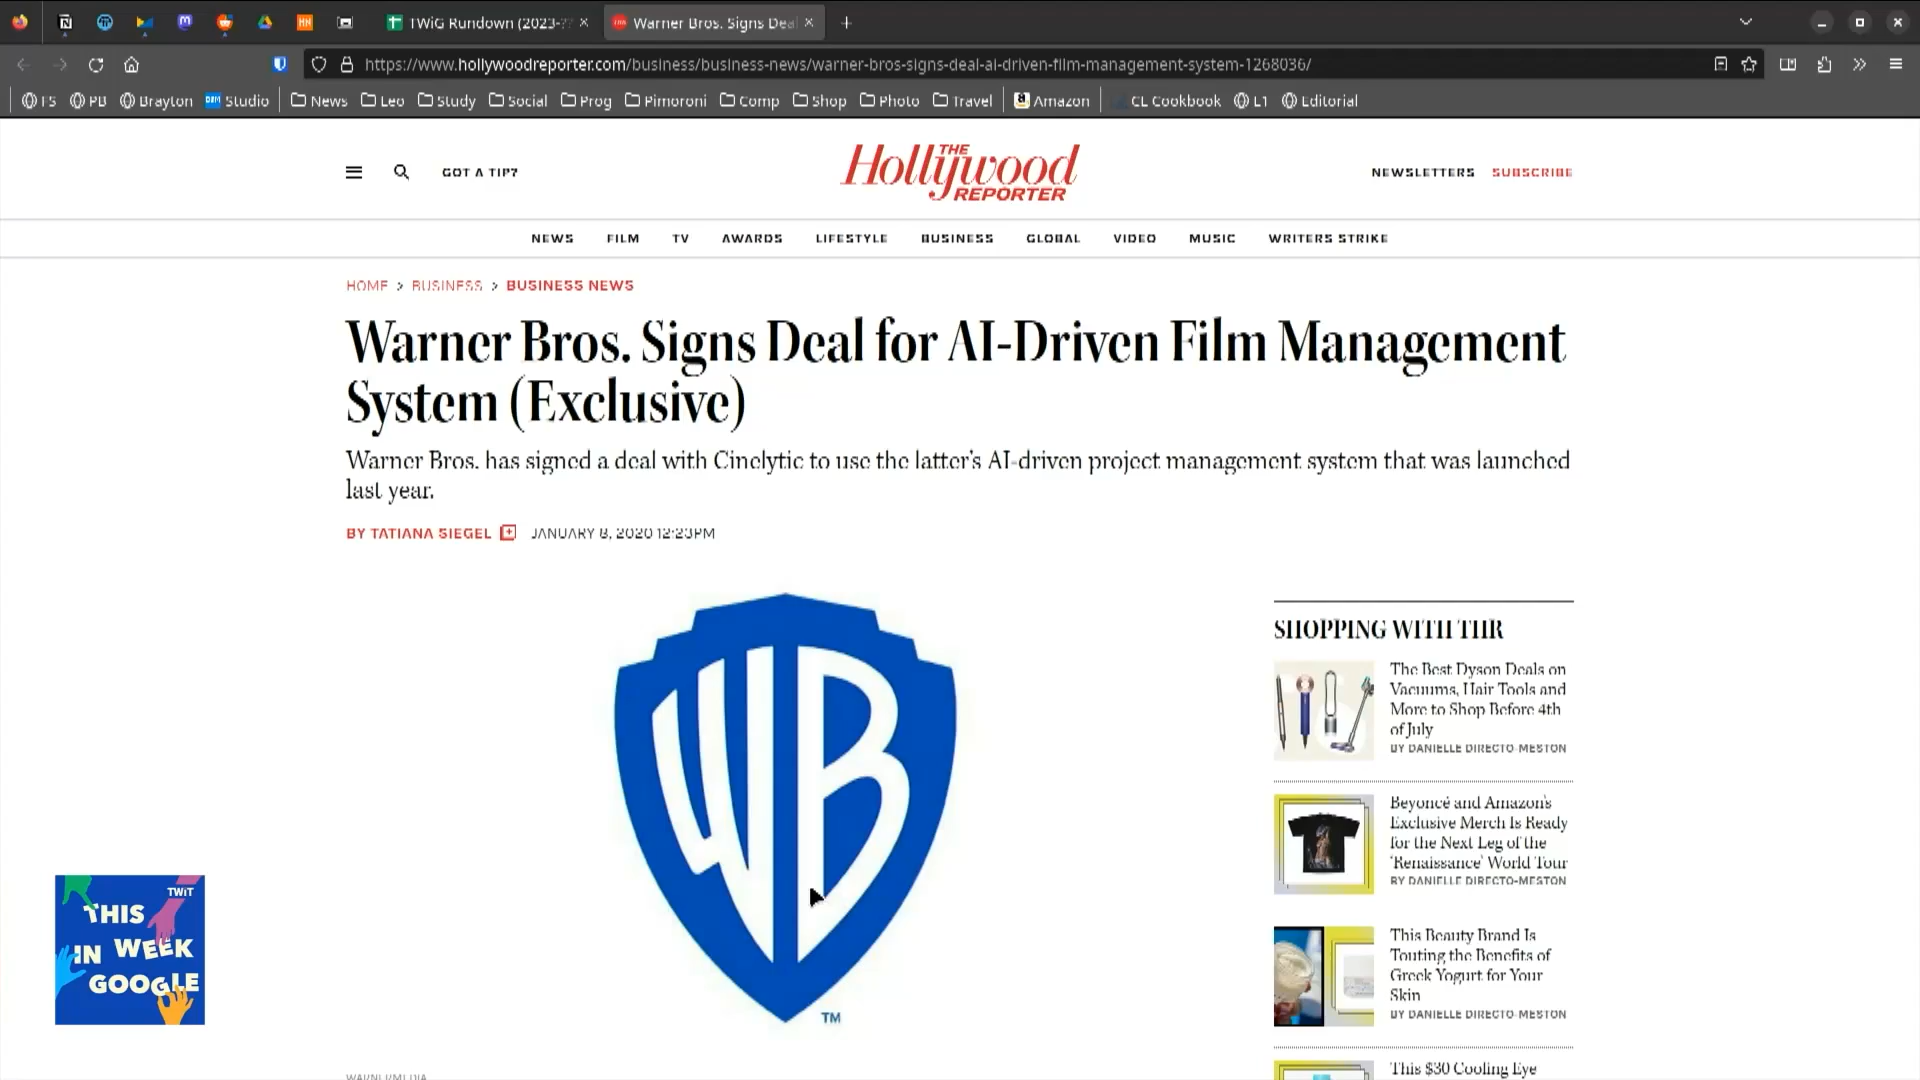 TWiG Rundown (2023-??
Warner Bros. Signs Dea
https://www.hollywoodreporter.com/business/business-news/warner-bros-signs-deal-ai-driven-film-management-system-1268036/
FS PB Brayton Studio News Leo Study Social Prog Pimoroni Comp Shop Photo Travel Amazon CL Cookbook L1 Editorial
GOT A TIP?
THE
Hollywood
REPORTER
NEWSLETTERS SUBSCRIBE
NEWS FILM TV AWARDS LIFESTYLE BUSINESS GLOBAL VIDEO MUSIC WRITERS STRIKE
HOME > BUSINESS > BUSINESS NEWS
Warner Bros. Signs Deal for AI-Driven Film Management
System (Exclusive)
Warner Bros. has signed a deal with Cinelytic to use the latter's AI-driven project management system that was launched
last year.
BY TATIANA SIEGEL JANUARY 8, 2020 12:23PM
WB
TM
WARNERMEDIA
SHOPPING WITH THR
The Best Dyson Deals on
Vacuums, Hair Tools and
More to Shop Before 4th
of July
BY DANIELLE DIRECTO-MESTON
Beyoncé and Amazon's
Exclusive Merch Is Ready
for the Next Leg of the
'Renaissance' World Tour
BY DANIELLE DIRECTO-MESTON
This Beauty Brand Is
Touting the Benefits of
Greek Yogurt for Your
Skin
BY DANIELLE DIRECTO-MESTON
This $30 Cooling Eye
TWiT
THIS
IN WEEK
GOOGLE